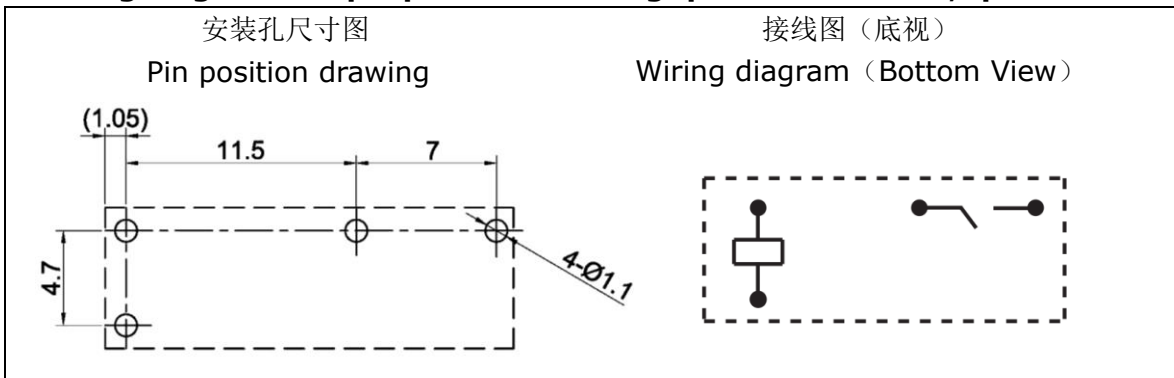 安装孔尺寸图
Pin position drawing
接线图（底视）
Wiring diagram（Bottom View）
(1.05)
11.5
7
4.7
4-Ø1.1